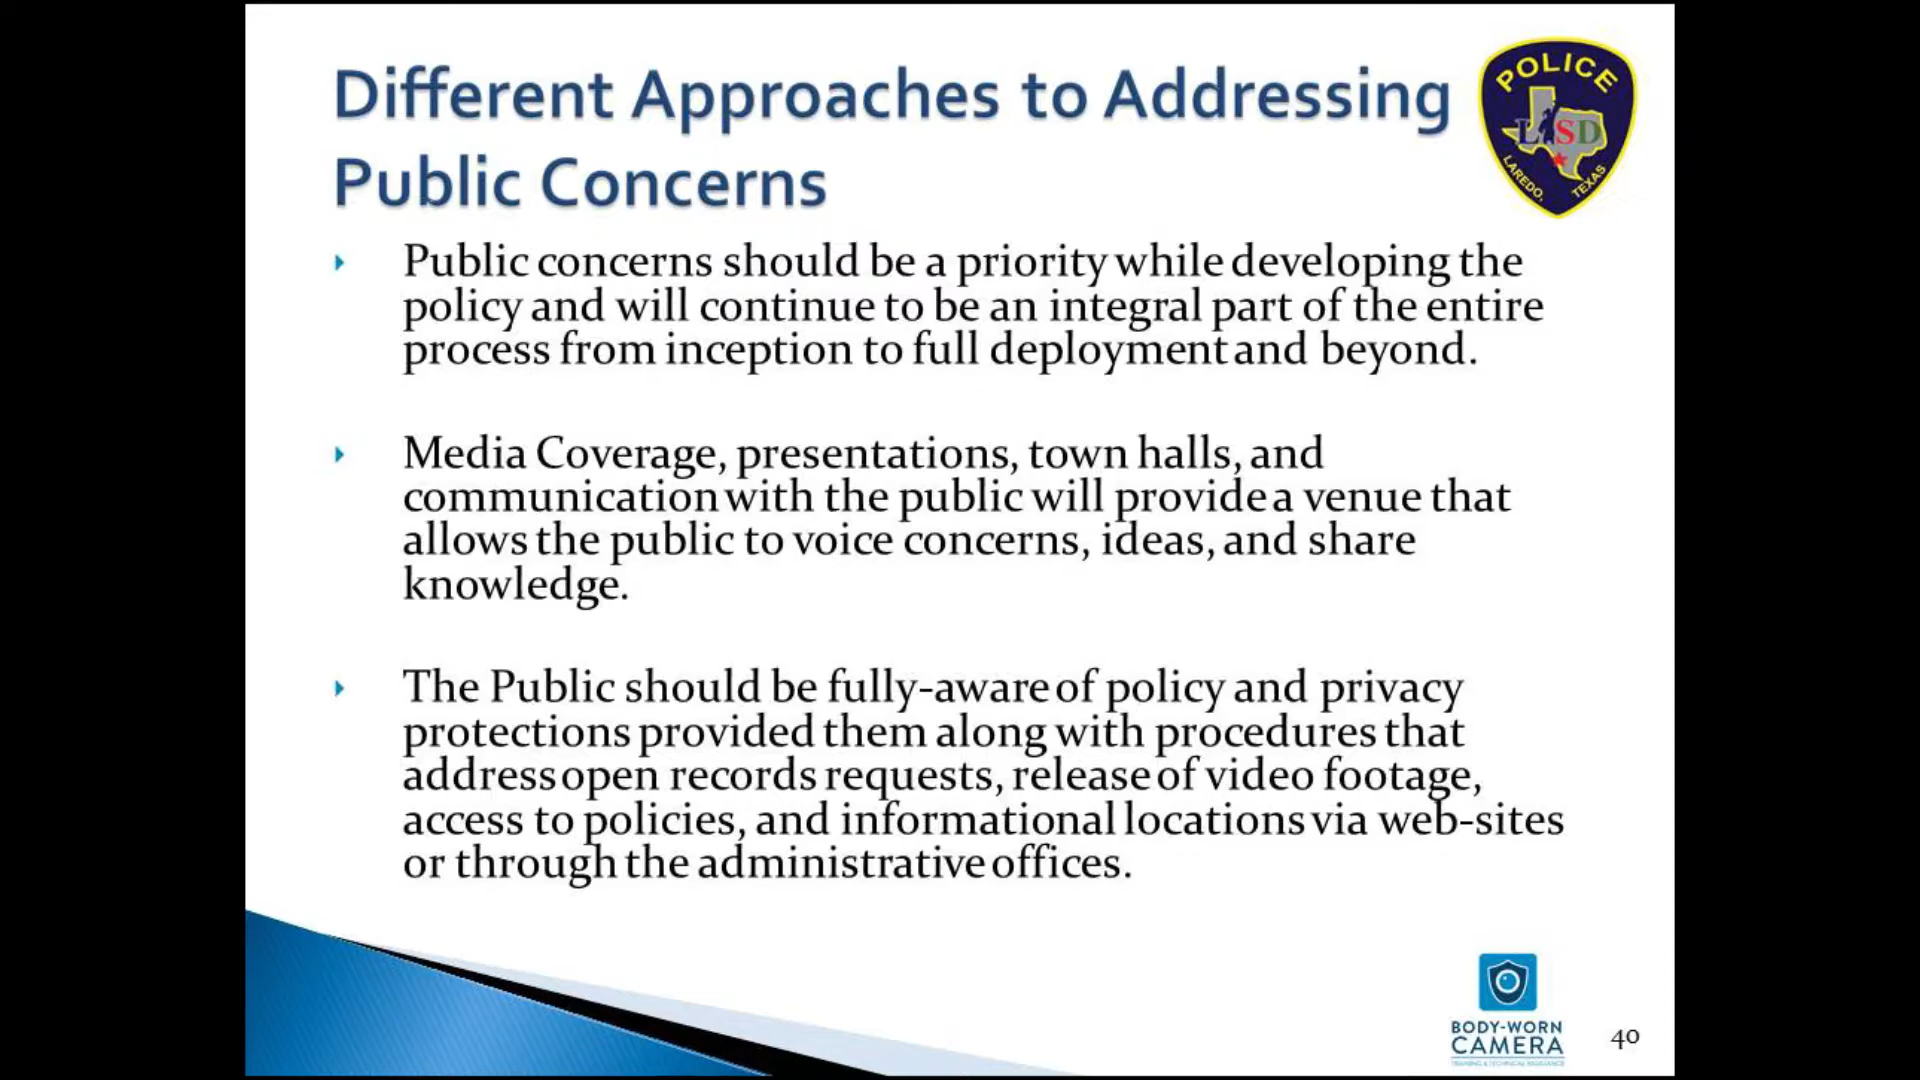 Different Approaches to Addressing
Public Concerns
POLICE
LISD
LAREDO, TEXAS
Public concerns should be a priority while developing the
policy and will continue to be an integral part of the entire
process from inception to full deployment and beyond.
Media Coverage, presentations, town halls, and
communication with the public will provide a venue that
allows the public to voice concerns, ideas, and share
knowledge.
The Public should be fully-aware of policy and privacy
protections provided them along with procedures that
address open records requests, release of video footage,
access to policies, and informational locations via web-sites
or through the administrative offices.
BODY-WORN
CAMERA
TRAINING & TECHNICAL ASSISTANCE
40